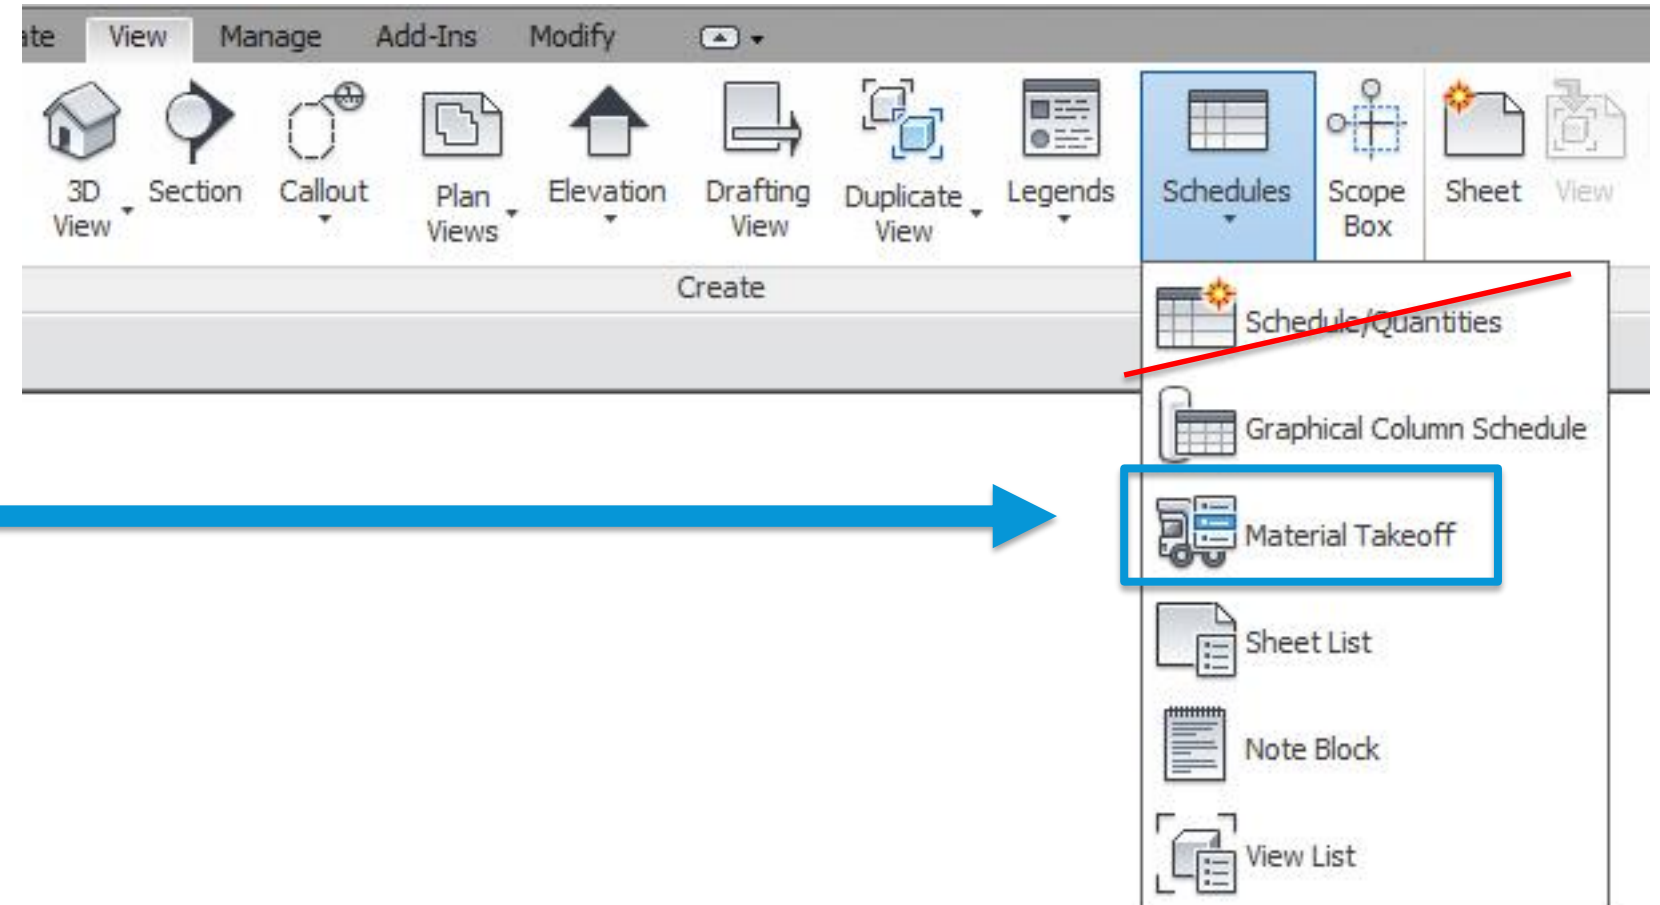 ate View Manage Add-Ins Modify
3D View
Section
Callout
Plan Views
Elevation
Drafting View
Duplicate View
Legends
Schedules
Scope Box
Sheet
View
Create
Schedule/Quantities
Graphical Column Schedule
Material Takeoff
Sheet List
Note Block
View List